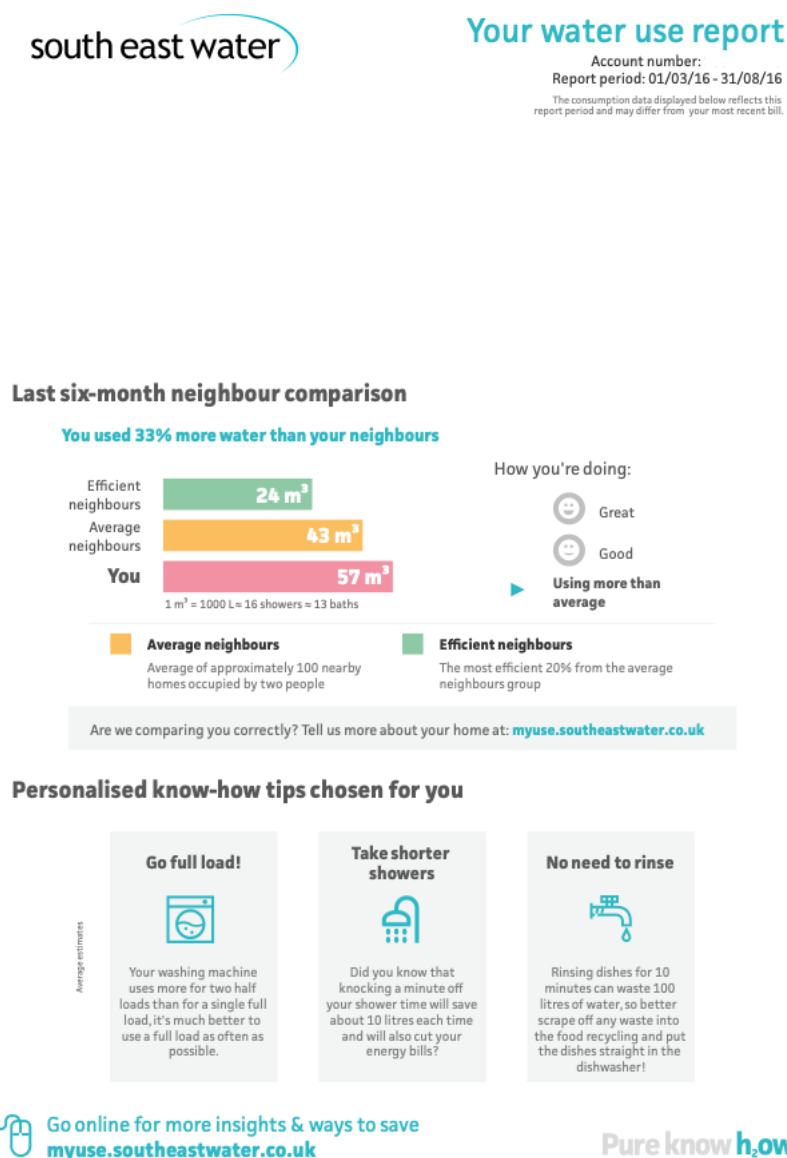 south east water
Your water use report
Account number:
Report period: 01/03/16 - 31/08/16
The consumption data displayed below reflects this
report period and may differ from your most recent bill.
Last six-month neighbour comparison
You used 33% more water than your neighbours
Efficient
neighbours
24 m³
Average
neighbours
43 m³
You
57 m³
1 m³ = 1000 L ≈ 16 showers ≈ 13 baths
How you're doing:
Great
Good
Using more than
average
Average neighbours
Average of approximately 100 nearby
homes occupied by two people
Efficient neighbours
The most efficient 20% from the average
neighbours group
Are we comparing you correctly? Tell us more about your home at: myuse.southeastwater.co.uk
Personalised know-how tips chosen for you
Average estimates
Go full load!
Your washing machine
uses more for two half
loads than for a single full
load, it's much better to
use a full load as often as
possible.
Take shorter
showers
Did you know that
knocking a minute off
your shower time will save
about 10 litres each time
and will also cut your
energy bills?
No need to rinse
Rinsing dishes for 10
minutes can waste 100
litres of water, so better
scrape off any waste into
the food recycling and put
the dishes straight in the
dishwasher!
Go online for more insights & ways to save
myuse.southeastwater.co.uk
Pure know h₂ow